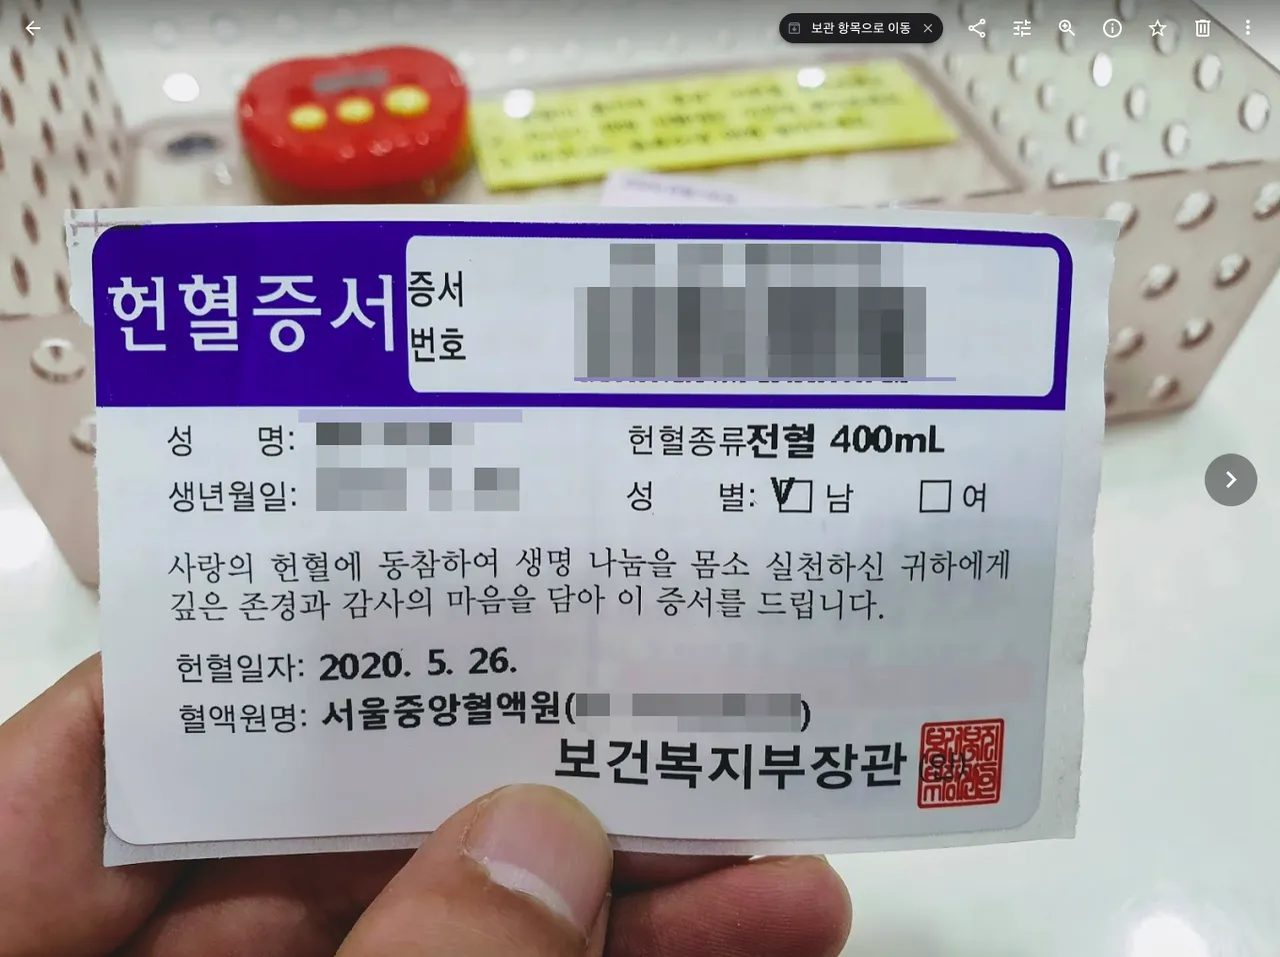 보관 항목으로 이동
헌혈증서
증서
번호
성 명:
헌혈종류전혈 400mL
생년월일:
성 별: V 남 여
사랑의 헌혈에 동참하여 생명 나눔을 몸소 실천하신 귀하에게
깊은 존경과 감사의 마음을 담아 이 증서를 드립니다.
헌혈일자: 2020. 5. 26.
혈액원명: 서울중앙혈액원( )
보건복지부장관 (인)